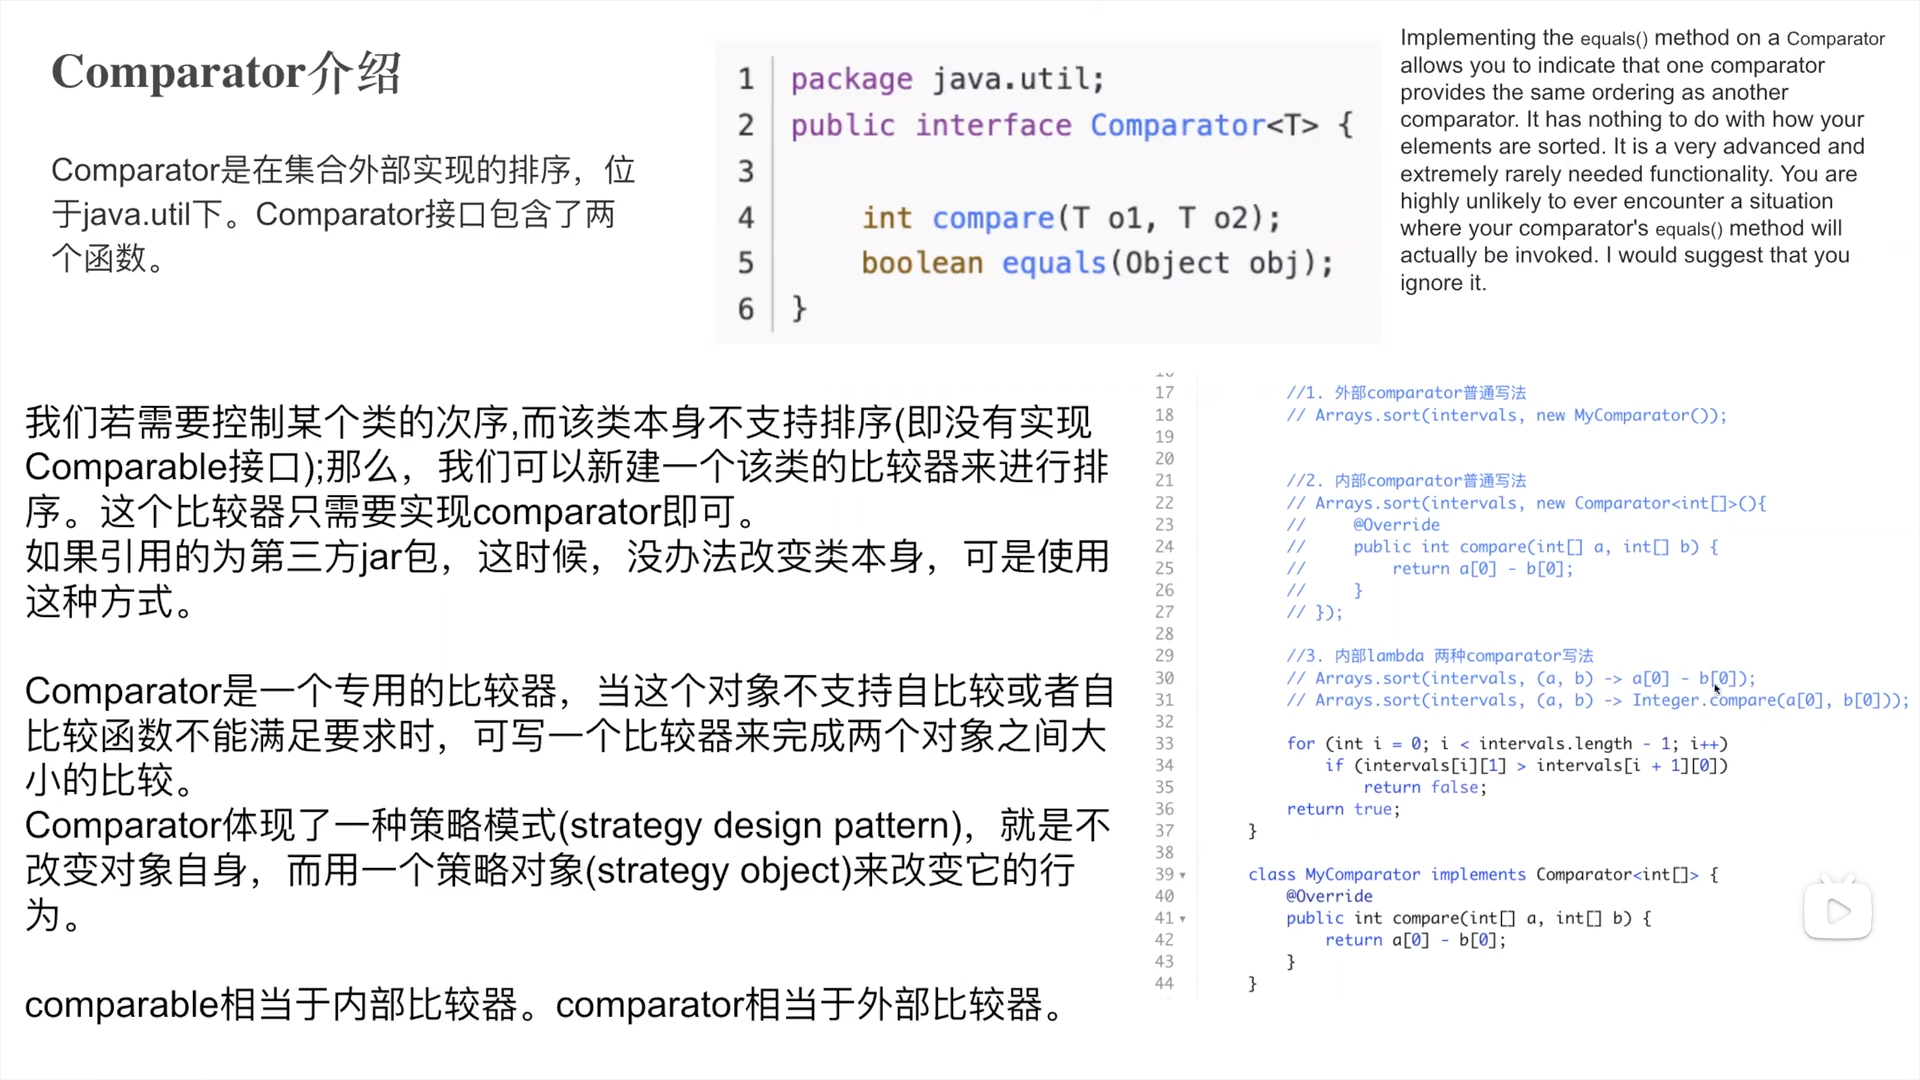 Comparator介绍
Comparator是在集合外部实现的排序，位
于java.util下。Comparator接口包含了两
个函数。
1 package java.util;
2 public interface Comparator<T> {
3
4     int compare(T o1, T o2);
5     boolean equals(Object obj);
6 }
Implementing the equals() method on a Comparator
allows you to indicate that one comparator
provides the same ordering as another
comparator. It has nothing to do with how your
elements are sorted. It is a very advanced and
extremely rarely needed functionality. You are
highly unlikely to ever encounter a situation
where your comparator's equals() method will
actually be invoked. I would suggest that you
ignore it.
我们若需要控制某个类的次序,而该类本身不支持排序(即没有实现
Comparable接口);那么，我们可以新建一个该类的比较器来进行排
序。这个比较器只需要实现comparator即可。
如果引用的为第三方jar包，这时候，没办法改变类本身，可是使用
这种方式。
Comparator是一个专用的比较器，当这个对象不支持自比较或者自
比较函数不能满足要求时，可写一个比较器来完成两个对象之间大
小的比较。
Comparator体现了一种策略模式(strategy design pattern)，就是不
改变对象自身，而用一个策略对象(strategy object)来改变它的行
为。
comparable相当于内部比较器。comparator相当于外部比较器。
17 //1. 外部comparator普通写法
18 // Arrays.sort(intervals, new MyComparator());
19
20
21 //2. 内部comparator普通写法
22 // Arrays.sort(intervals, new Comparator<int[]>(){
23 //     @Override
24 //     public int compare(int[] a, int[] b) {
25 //         return a[0] - b[0];
26 //     }
27 // });
28
29 //3. 内部lambda 两种comparator写法
30 // Arrays.sort(intervals, (a, b) -> a[0] - b[0]);
31 // Arrays.sort(intervals, (a, b) -> Integer.compare(a[0], b[0]));
32
33 for (int i = 0; i < intervals.length - 1; i++)
34     if (intervals[i][1] > intervals[i + 1][0])
35         return false;
36 return true;
37 }
38
39 class MyComparator implements Comparator<int[]> {
40     @Override
41     public int compare(int[] a, int[] b) {
42         return a[0] - b[0];
43     }
44 }